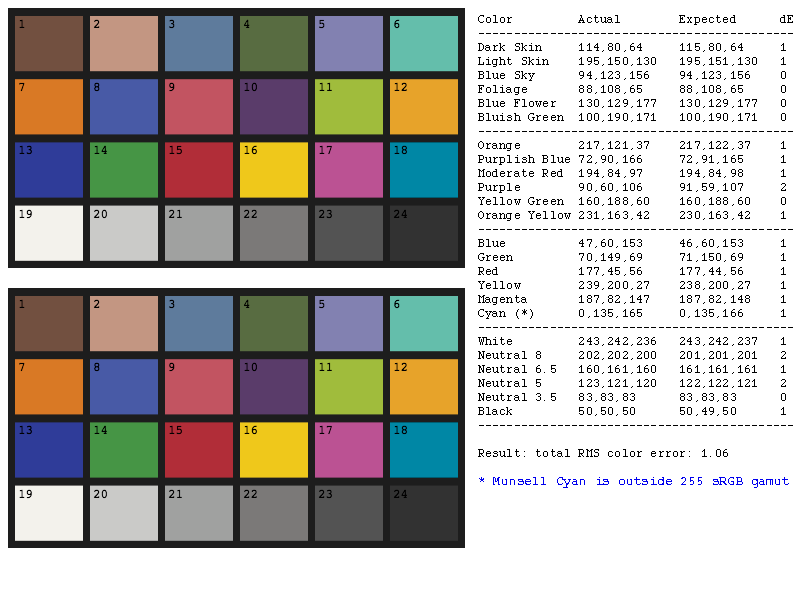 1 2 3 4 5 6
7 8 9 10 11 12
13 14 15 16 17 18
19 20 21 22 23 24
1 2 3 4 5 6
7 8 9 10 11 12
13 14 15 16 17 18
19 20 21 22 23 24
Color Actual Expected dE
Dark Skin 114,80,64 115,80,64 1
Light Skin 195,150,130 195,151,130 1
Blue Sky 94,123,156 94,123,156 0
Foliage 88,108,65 88,108,65 0
Blue Flower 130,129,177 130,129,177 0
Bluish Green 100,190,171 100,190,171 0
Orange 217,121,37 217,122,37 1
Purplish Blue 72,90,166 72,91,165 1
Moderate Red 194,84,97 194,84,98 1
Purple 90,60,106 91,59,107 2
Yellow Green 160,188,60 160,188,60 0
Orange Yellow 231,163,42 230,163,42 1
Blue 47,60,153 46,60,153 1
Green 70,149,69 71,150,69 1
Red 177,45,56 177,44,56 1
Yellow 239,200,27 238,200,27 1
Magenta 187,82,147 187,82,148 1
Cyan (*) 0,135,165 0,135,166 1
White 243,242,236 243,242,237 1
Neutral 8 202,202,200 201,201,201 2
Neutral 6.5 160,161,160 161,161,161 1
Neutral 5 123,121,120 122,122,121 2
Neutral 3.5 83,83,83 83,83,83 0
Black 50,50,50 50,49,50 1
Result: total RMS color error: 1.06
* Munsell Cyan is outside 255 sRGB gamut